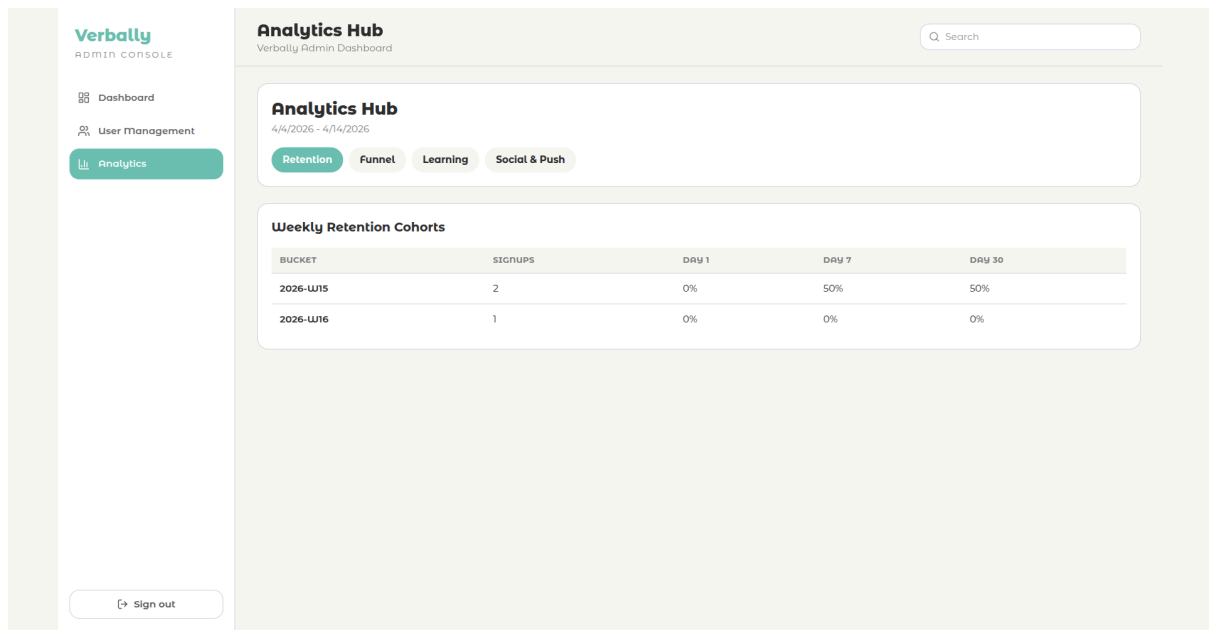 Verbally
ADMIN CONSOLE
Dashboard
User Management
Analytics
Sign out
Analytics Hub
Verbally Admin Dashboard
Search
Analytics Hub
4/4/2026 - 4/14/2026
Retention Funnel Learning Social & Push
Weekly Retention Cohorts
BUCKET SIGNUPS DAY 1 DAY 7 DAY 30
2026-W15 2 0% 50% 50%
2026-W16 1 0% 0% 0%